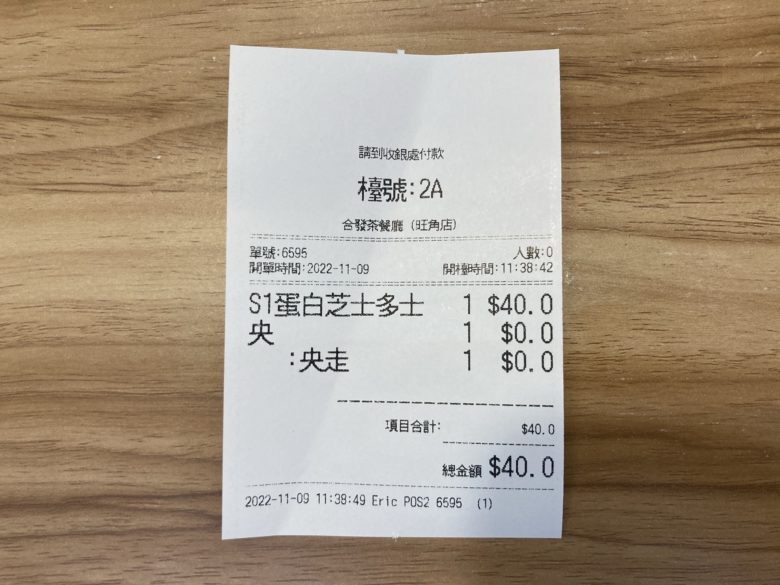 請到收銀處付款
檯號:2A
合發茶餐廳 (旺角店)
單號:6595 人數:0
開單時間:2022-11-09 開檯時間:11:38:42
S1蛋白芝士多士 1 $40.0
央 1 $0.0
:央走 1 $0.0
項目合計: $40.0
總金額 $40.0
2022-11-09 11:38:49 Eric POS2 6595 (1)